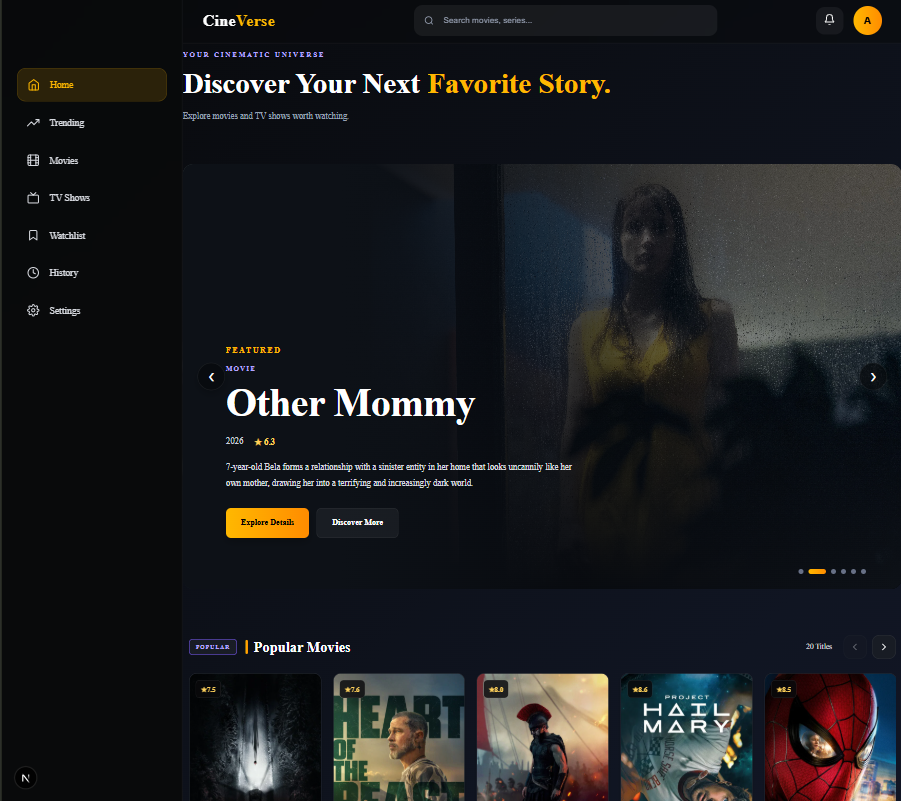 CineVerse
Search movies, series...
A
Home
Trending
Movies
TV Shows
Watchlist
History
Settings
YOUR CINEMATIC UNIVERSE
Discover Your Next Favorite Story.
Explore movies and TV shows worth watching.
FEATURED
MOVIE
Other Mommy
2026 ★ 6.3
7-year-old Bela forms a relationship with a sinister entity in her home that looks uncannily like her
own mother, drawing her into a terrifying and increasingly dark world.
Explore Details
Discover More
POPULAR
Popular Movies
20 Titles
★7.5
★7.6
HEART
OF
THE
BEAST
★8.0
★8.6
PROJECT
HAIL
MARY
★8.5
N